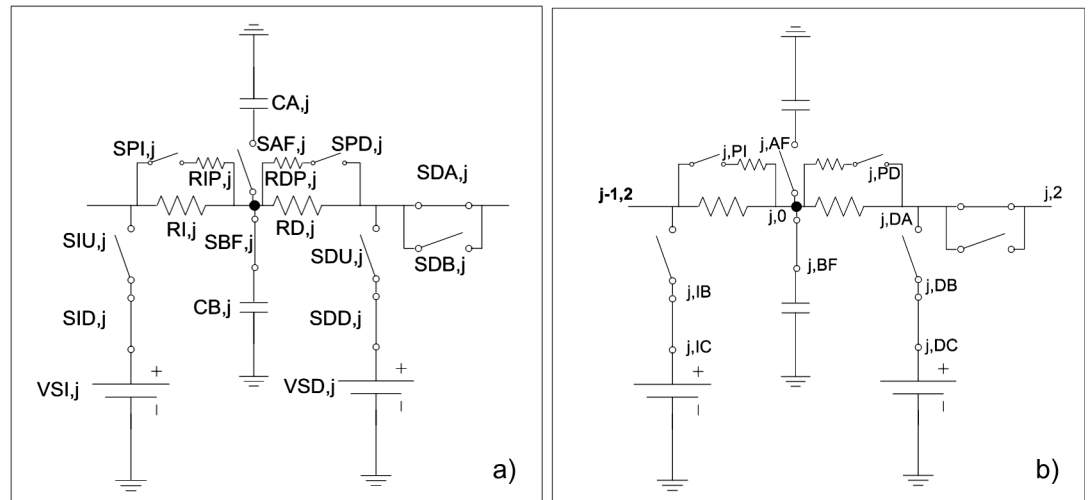 CA,j
SPI,j
SAF,j
SPD,j
RIP,j
RDP,j
SDA,j
RI,j
SBF,j
RD,j
SIU,j
SDU,j
SDB,j
SID,j
CB,j
SDD,j
VSI,j
+
VSD,j
+
a)
j,PI
j,AF
j,PD
j-1,2
j,0
j,DA
j,2
j,BF
j,IB
j,DB
j,IC
j,DC
+
+
b)